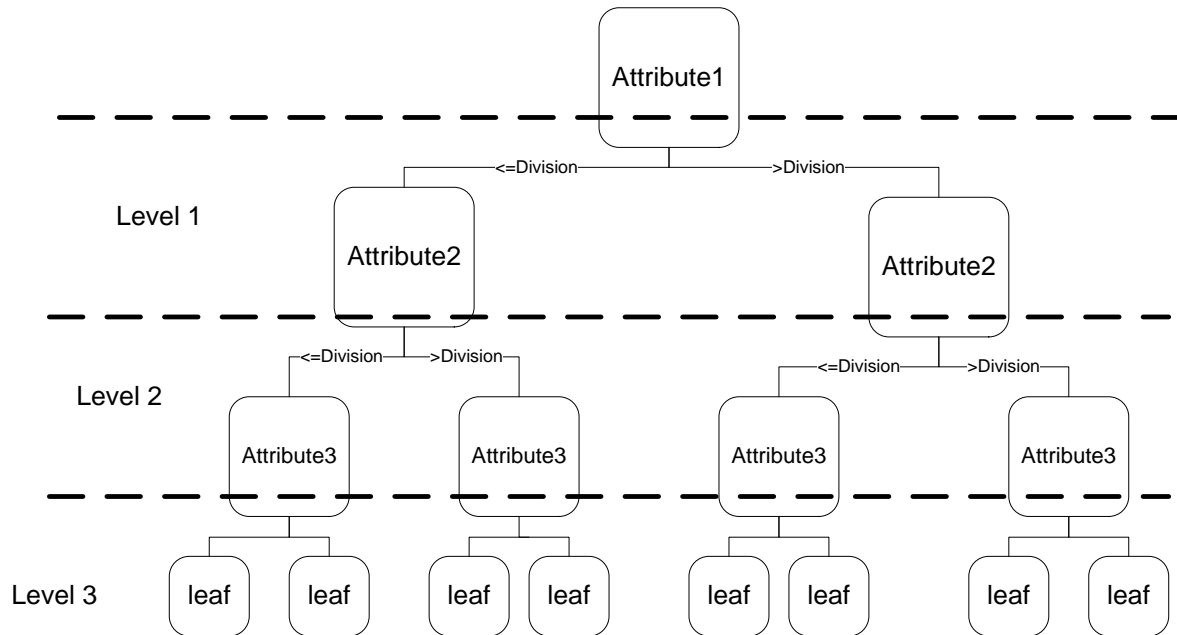 Attribute1
<=Division
>Division
Level 1
Attribute2
Attribute2
<=Division
>Division
<=Division
>Division
Level 2
Attribute3
Attribute3
Attribute3
Attribute3
Level 3
leaf
leaf
leaf
leaf
leaf
leaf
leaf
leaf